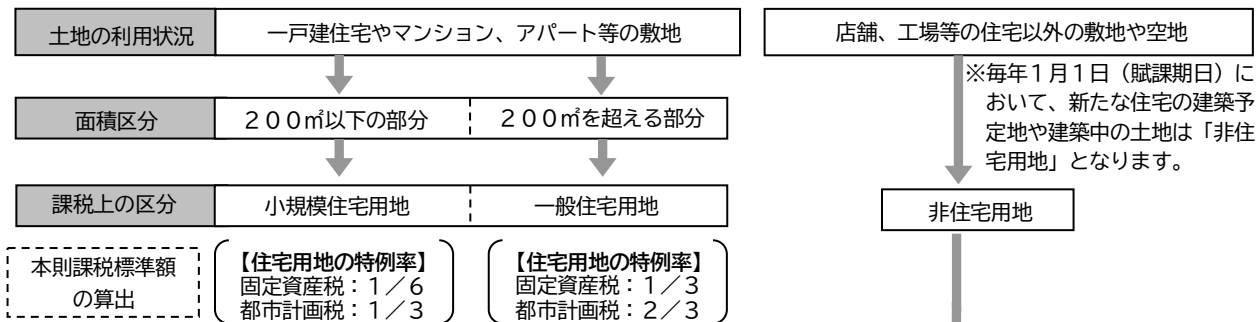 土地の利用状況
一戸建住宅やマンション、アパート等の敷地
店舗、工場等の住宅以外の敷地や空地
※毎年１月１日（賦課期日）に
おいて、新たな住宅の建築予
定地や建築中の土地は「非住
宅用地」となります。
面積区分
２００㎡以下の部分
２００㎡を超える部分
課税上の区分
小規模住宅用地
一般住宅用地
非住宅用地
本則課税標準額
の算出
【住宅用地の特例率】
固定資産税：１／６
都市計画税：１／３
【住宅用地の特例率】
固定資産税：１／３
都市計画税：２／３